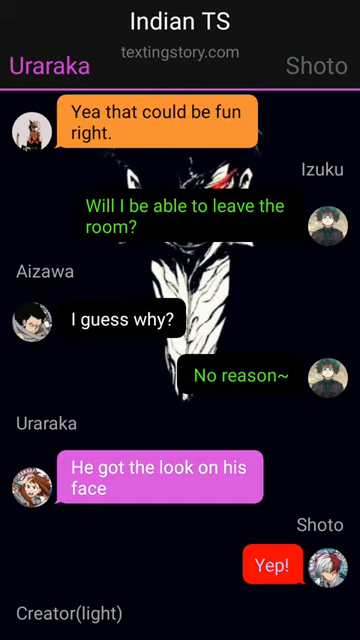 Indian TS
textingstory.com
Uraraka
Shoto
Yea that could be fun
right.
Izuku
Will I be able to leave the
room?
Aizawa
I guess why?
No reason~
Uraraka
He got the look on his
face
Shoto
Yep!
Creator(light)